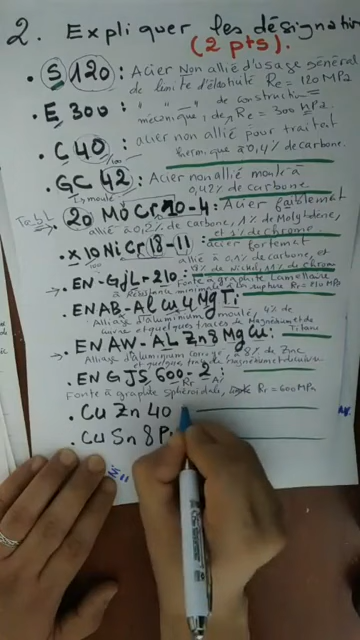 2. Expliquer les désignation
(2 pts).
• S 120 : Acier Non allié d'usage général
de limite d'élasticité Re = 120 MPa
• E 300 : " " " de construction
mécanique, Re = 300 MPa.
• C 40 : acier non allié pour traitement
/100 thermique à 0,4% de carbone.
• GC 42 : Acier non allié moulé à
0,42% de carbone
• 20 Mo Cr 20-4 : Acier faiblement
allié à 0,2% de carbone, 1% de Molybdène,
et % de chrome
• X 10 Ni Cr 18-11 : acier fortement
100 allié à 0,1% de carbone, et
18% de Nickel, 11% de chrome
→ • EN-GJL-210 : Fonte à graphite Lamellaire
à Résistance minimale à la rupture Rr = 210 MPa
• EN AB-Al Cu 4 Mg Ti :
Alliage d'aluminium moulé, 4% de
Cuivre et quelques traces de Magnésium et de
Titane
→ • EN AW-AL Zn 8 Mg Cu :
Alliage d'aluminium à 8% de Zinc
et quelques de Magnésium et de cuivre
• EN GJS 600-2 :
Rr A%
Fonte à graphite sphéroïdal, Rr = 600 MPa
• Cu Zn 40
• Cu Sn 8 P